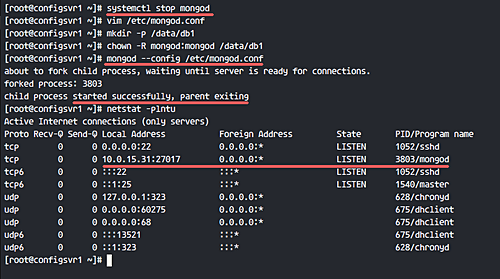 [root@configsvr1 ~]# systemctl stop mongod
[root@configsvr1 ~]# vim /etc/mongod.conf
[root@configsvr1 ~]# mkdir -p /data/db1
[root@configsvr1 ~]# chown -R mongod:mongod /data/db1
[root@configsvr1 ~]# mongod --config /etc/mongod.conf
about to fork child process, waiting until server is ready for connections.
forked process: 3803
child process started successfully, parent exiting
[root@configsvr1 ~]# netstat -plntu
Active Internet connections (only servers)
Proto Recv-Q Send-Q Local Address Foreign Address State PID/Program name
tcp 0 0 0.0.0.0:22 0.0.0.0:* LISTEN 1052/sshd
tcp 0 0 10.0.15.31:27017 0.0.0.0:* LISTEN 3803/mongod
tcp6 0 0 :::22 :::* LISTEN 1052/sshd
tcp6 0 0 ::1:25 :::* LISTEN 1540/master
udp 0 0 127.0.0.1:323 0.0.0.0:* 628/chronyd
udp 0 0 0.0.0.0:60275 0.0.0.0:* 675/dhclient
udp 0 0 0.0.0.0:68 0.0.0.0:* 675/dhclient
udp6 0 0 :::13521 :::* 675/dhclient
udp6 0 0 ::1:323 :::* 628/chronyd
[root@configsvr1 ~]#